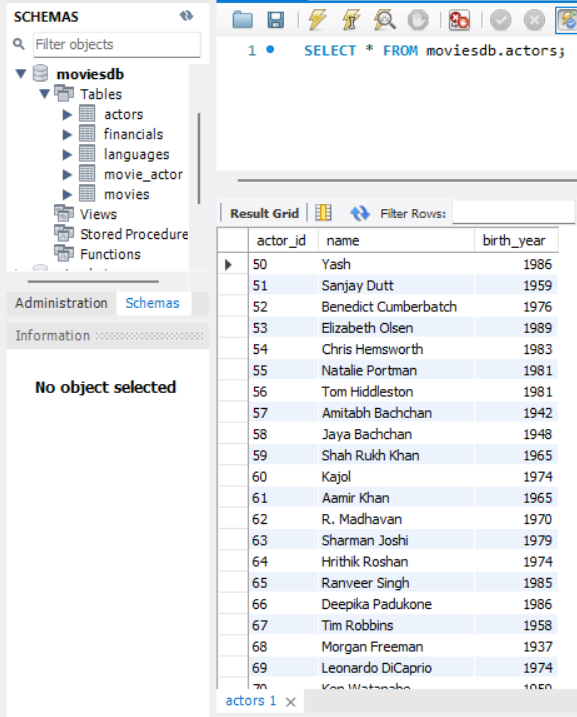 SCHEMAS
Filter objects
moviesdb
Tables
actors
financials
languages
movie_actor
movies
Views
Stored Procedure
Functions
Administration Schemas
Information
No object selected
1 SELECT * FROM moviesdb.actors;
Result Grid Filter Rows:
actor_id name birth_year
50 Yash 1986
51 Sanjay Dutt 1959
52 Benedict Cumberbatch 1976
53 Elizabeth Olsen 1989
54 Chris Hemsworth 1983
55 Natalie Portman 1981
56 Tom Hiddleston 1981
57 Amitabh Bachchan 1942
58 Jaya Bachchan 1948
59 Shah Rukh Khan 1965
60 Kajol 1974
61 Aamir Khan 1965
62 R. Madhavan 1970
63 Sharman Joshi 1979
64 Hrithik Roshan 1974
65 Ranveer Singh 1985
66 Deepika Padukone 1986
67 Tim Robbins 1958
68 Morgan Freeman 1937
69 Leonardo DiCaprio 1974
70 Ken Watanabe 1959
actors 1